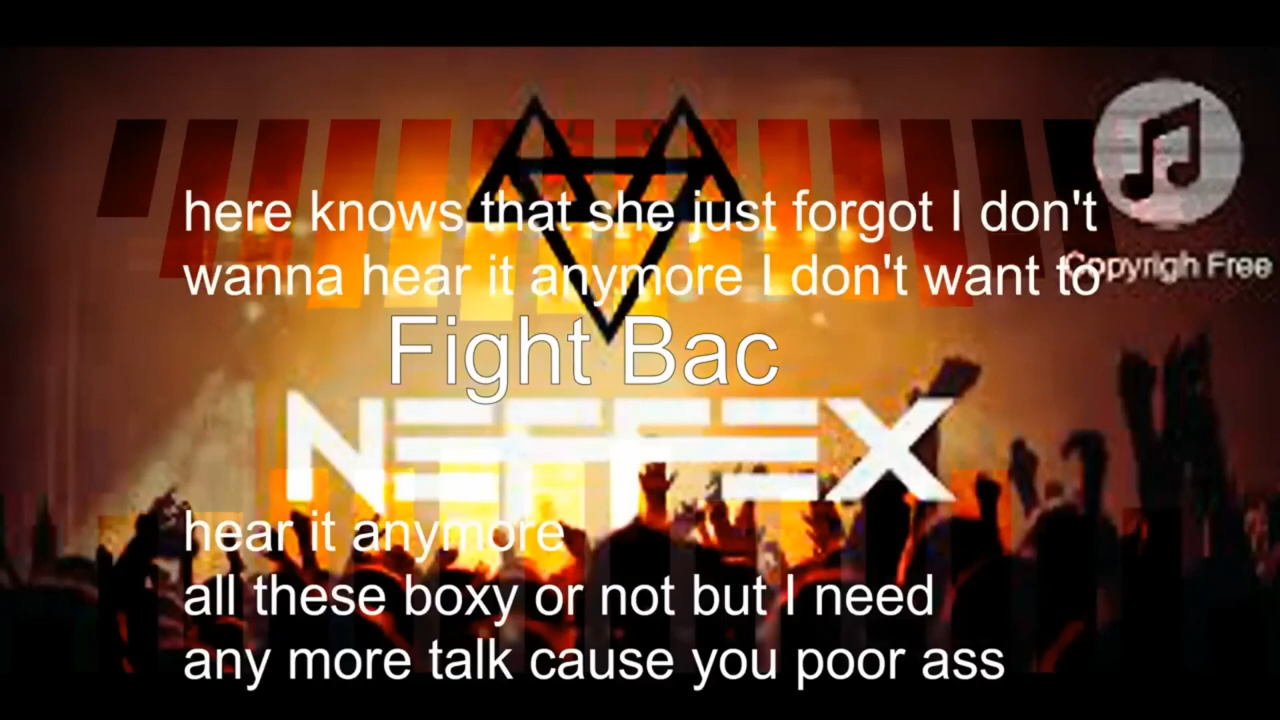 here knows that she just forgot I don't
wanna hear it anymore I don't want to
Copyrigh Free
Fight Bac
NEFFEX
hear it anymore
all these boxy or not but I need
any more talk cause you poor ass